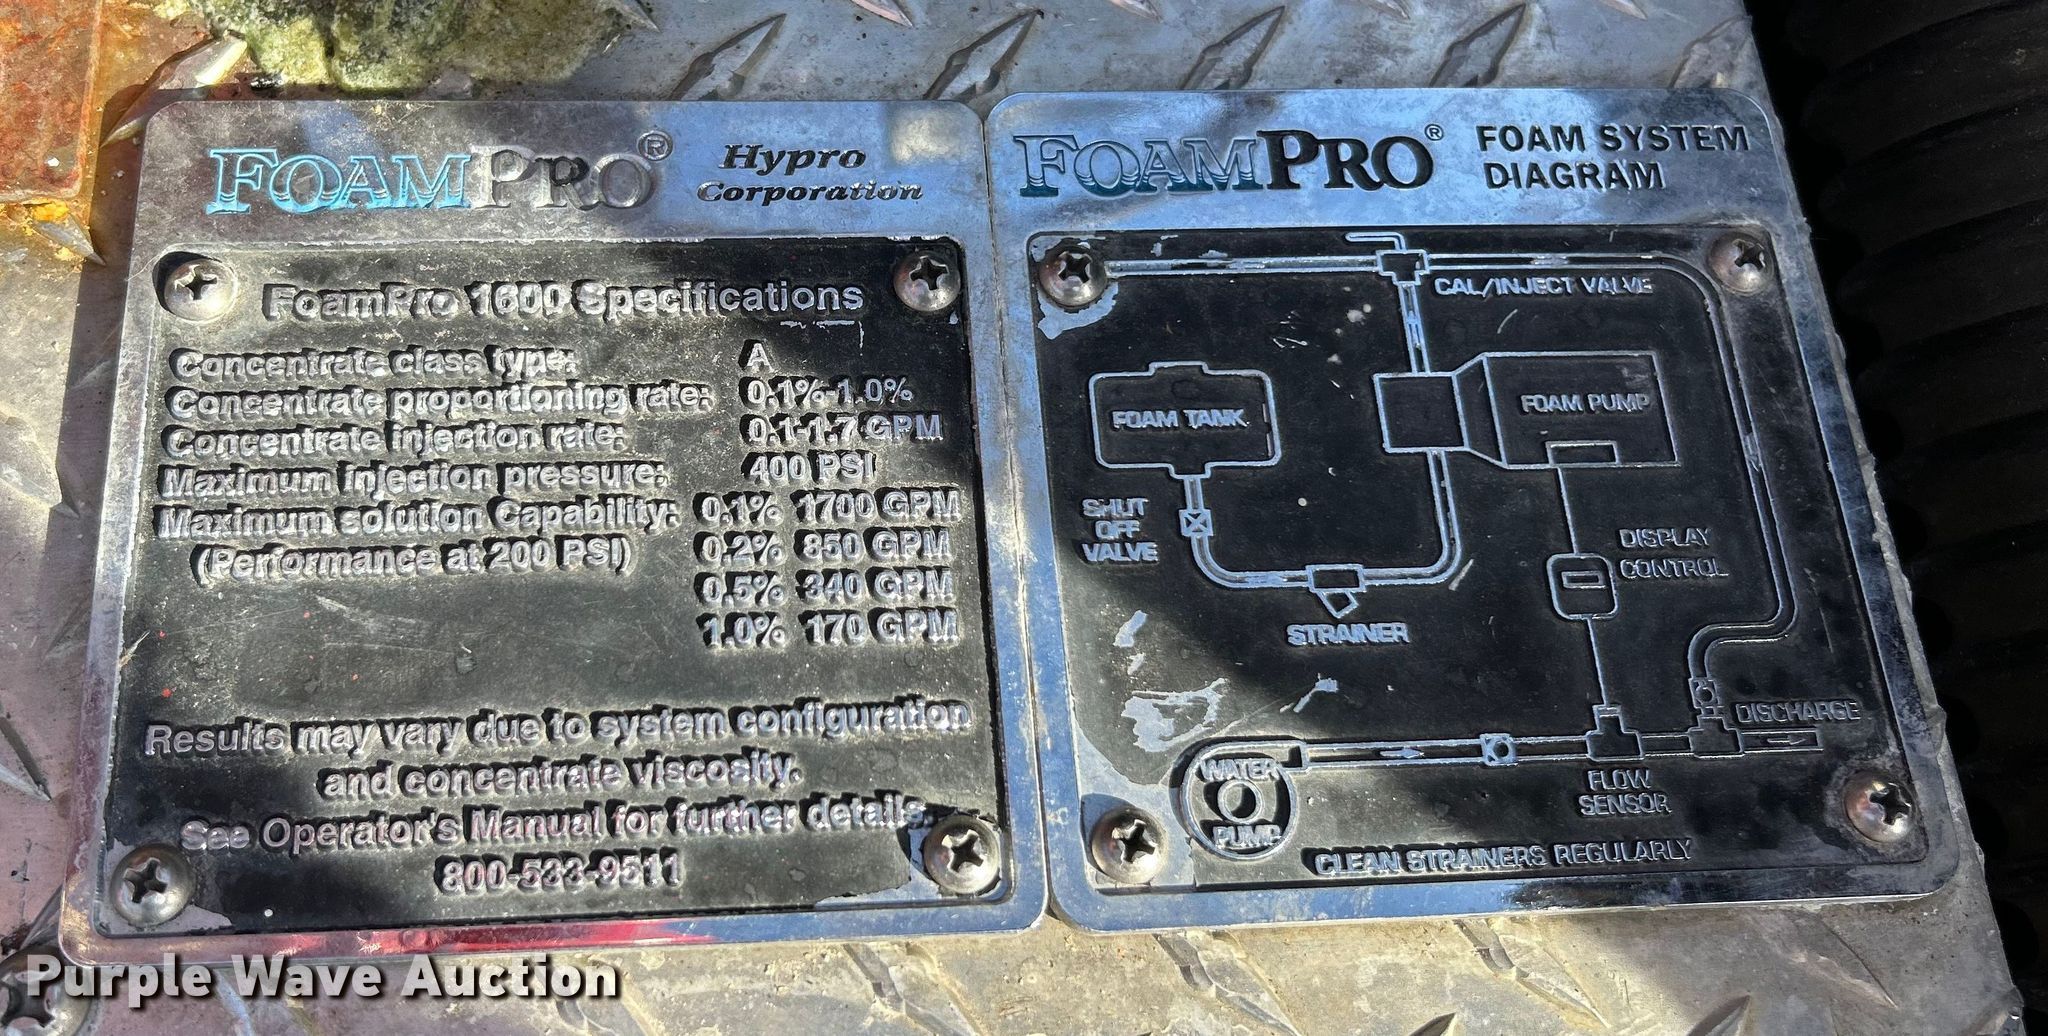 FOAMPRO® Hypro Corporation
FoamPro 1600 Specifications
Concentrate class type: A
Concentrate proportioning rate: 0.1%-1.0%
Concentrate injection rate: 0.1-1.7 GPM
Maximum injection pressure: 400 PSI
Maximum solution Capability: 0.1% 1700 GPM
(Performance at 200 PSI) 0.2% 850 GPM
0.5% 340 GPM
1.0% 170 GPM
Results may vary due to system configuration
and concentrate viscosity.
See Operator's Manual for further details.
800-533-9511
FOAMPRO® FOAM SYSTEM
DIAGRAM
CAL/INJECT VALVE
FOAM TANK
FOAM PUMP
SHUT
OFF
VALVE
DISPLAY
CONTROL
STRAINER
DISCHARGE
WATER
PUMP
FLOW
SENSOR
CLEAN STRAINERS REGULARLY
Purple Wave Auction